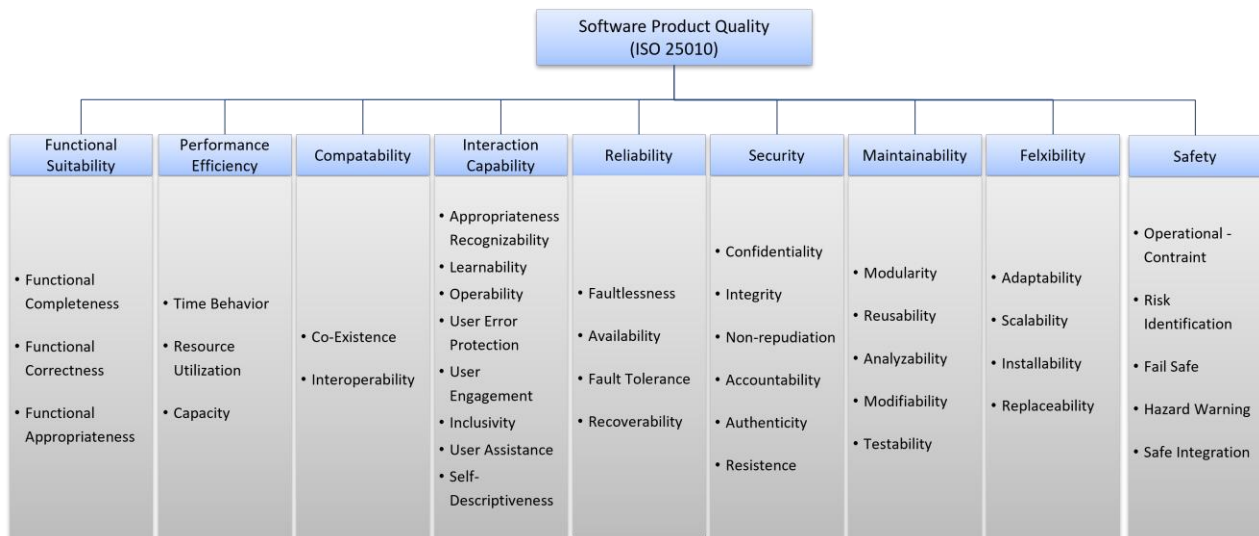 Software Product Quality
(ISO 25010)
Functional
Suitability
Performance
Efficiency
Compatability
Interaction
Capability
Reliability
Security
Maintainability
Felxibility
Safety
• Functional
Completeness
• Functional
Correctness
• Functional
Appropriateness
• Time Behavior
• Resource
Utilization
• Capacity
• Co-Existence
• Interoperability
• Appropriateness
Recognizability
• Learnability
• Operability
• User Error
Protection
• User
Engagement
• Inclusivity
• User Assistance
• Self-
Descriptiveness
• Faultlessness
• Availability
• Fault Tolerance
• Recoverability
• Confidentiality
• Integrity
• Non-repudiation
• Accountability
• Authenticity
• Resistence
• Modularity
• Reusability
• Analyzability
• Modifiability
• Testability
• Adaptability
• Scalability
• Installability
• Replaceability
• Operational -
Contraint
• Risk
Identification
• Fail Safe
• Hazard Warning
• Safe Integration